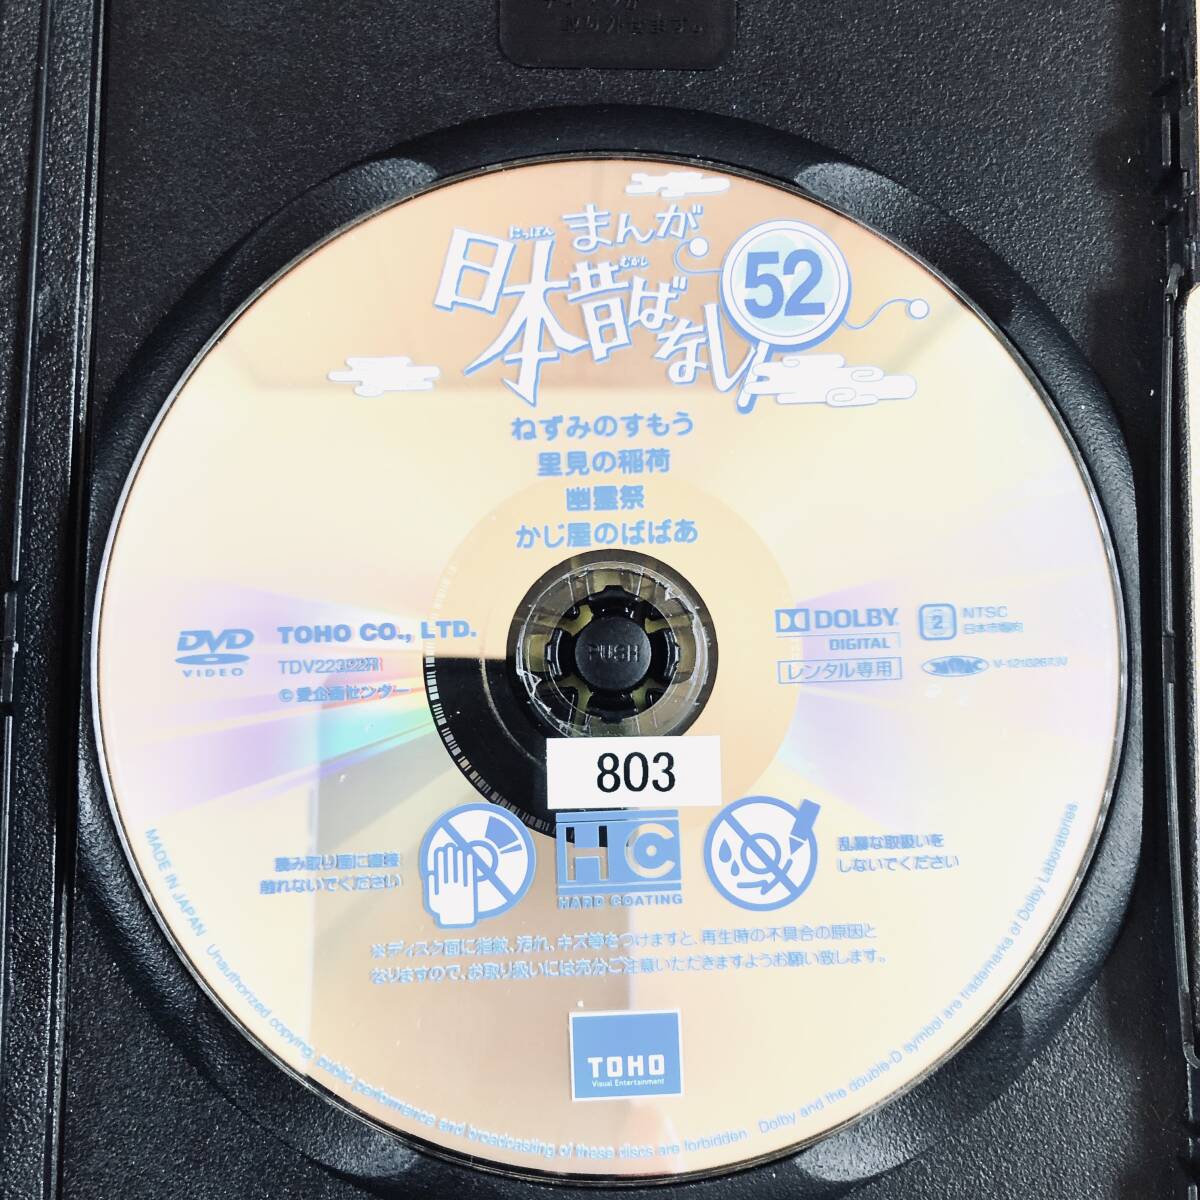 取り外せます。
まんが
にっぽん
日本昔ばなし
むかし
52
ねずみのすもう
里見の稲荷
幽霊祭
かじ屋のばばあ
DVD
VIDEO
TOHO CO., LTD.
©愛企画センター
DOLBY
DIGITAL
レンタル専用
2
NTSC
日本市場向
PUSH
803
読み取り面に直接
触れないでください
HC
HARD COATING
乱暴な取扱いを
しないでください
※ディスク面に指紋、汚れ、キズ等をつけますと、再生時の不具合の原因と
なりますので、お取り扱いには充分ご注意いただきますようお願い致します。
TOHO
Visual Entertainment
MADE IN JAPAN Unauthorized copying, public performance and broadcasting of these discs are forbidden. Dolby and the double-D symbol are trademarks of Dolby Laboratories.